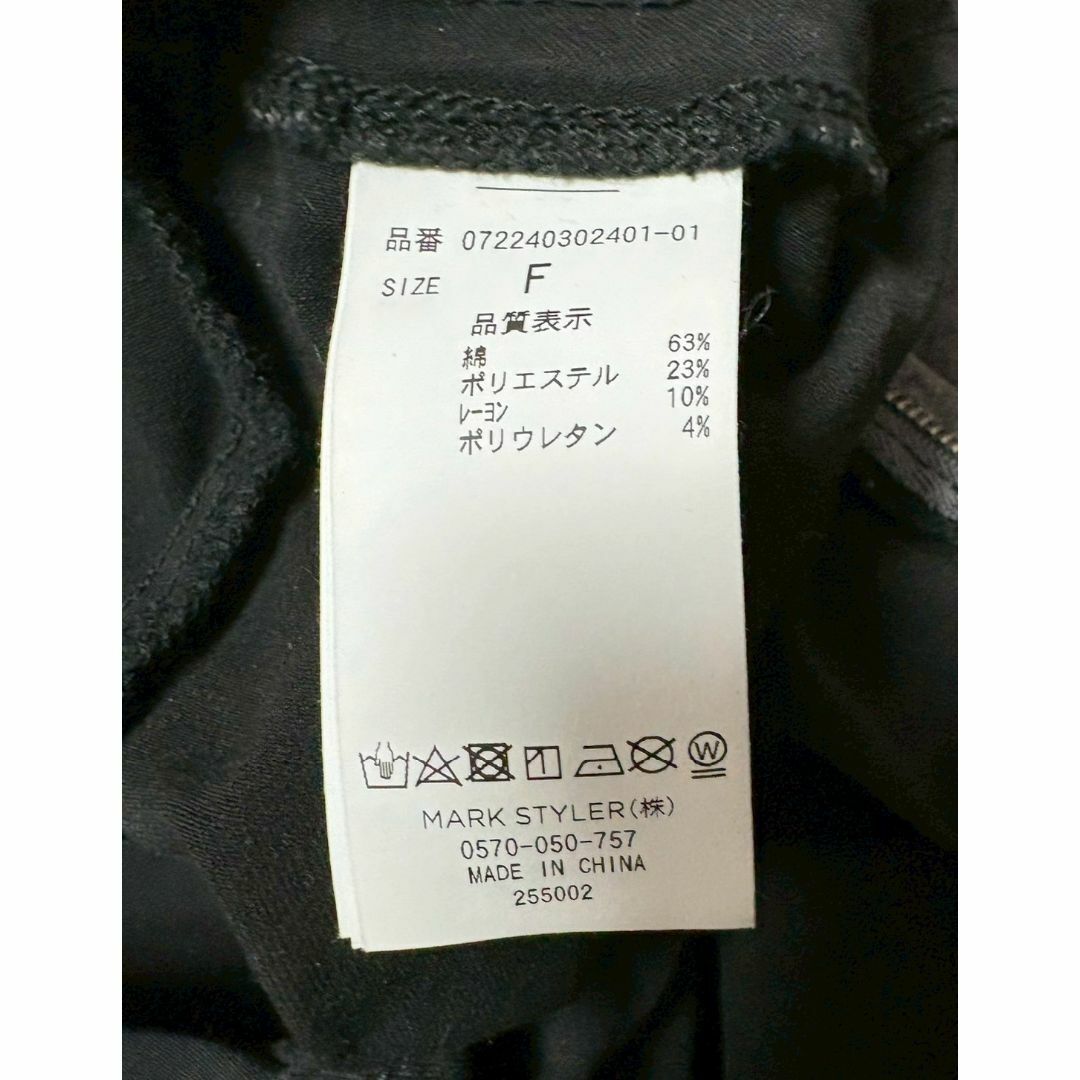 品番 072240302401-01
SIZE F
品質表示
綿 63%
ポリエステル 23%
レーヨン 10%
ポリウレタン 4%
W
MARK STYLER(株)
0570-050-757
MADE IN CHINA
255002